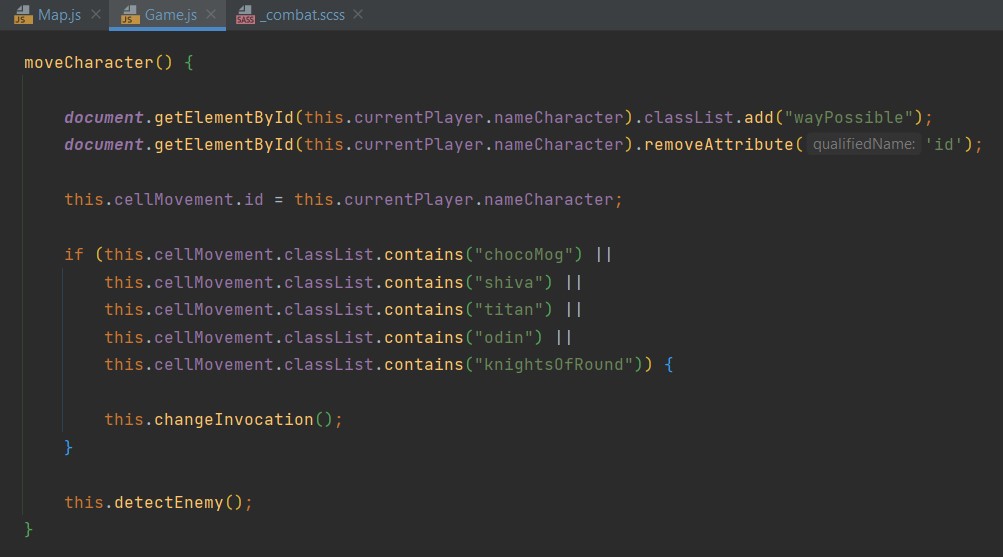 JS Map.js × JS Game.js × SASS _combat.scss ×
moveCharacter() {
document.getElementById(this.currentPlayer.nameCharacter).classList.add("wayPossible");
document.getElementById(this.currentPlayer.nameCharacter).removeAttribute( qualifiedName: 'id');
this.cellMovement.id = this.currentPlayer.nameCharacter;
if (this.cellMovement.classList.contains("chocoMog") ||
this.cellMovement.classList.contains("shiva") ||
this.cellMovement.classList.contains("titan") ||
this.cellMovement.classList.contains("odin") ||
this.cellMovement.classList.contains("knightsOfRound")) {
this.changeInvocation();
}
this.detectEnemy();
}